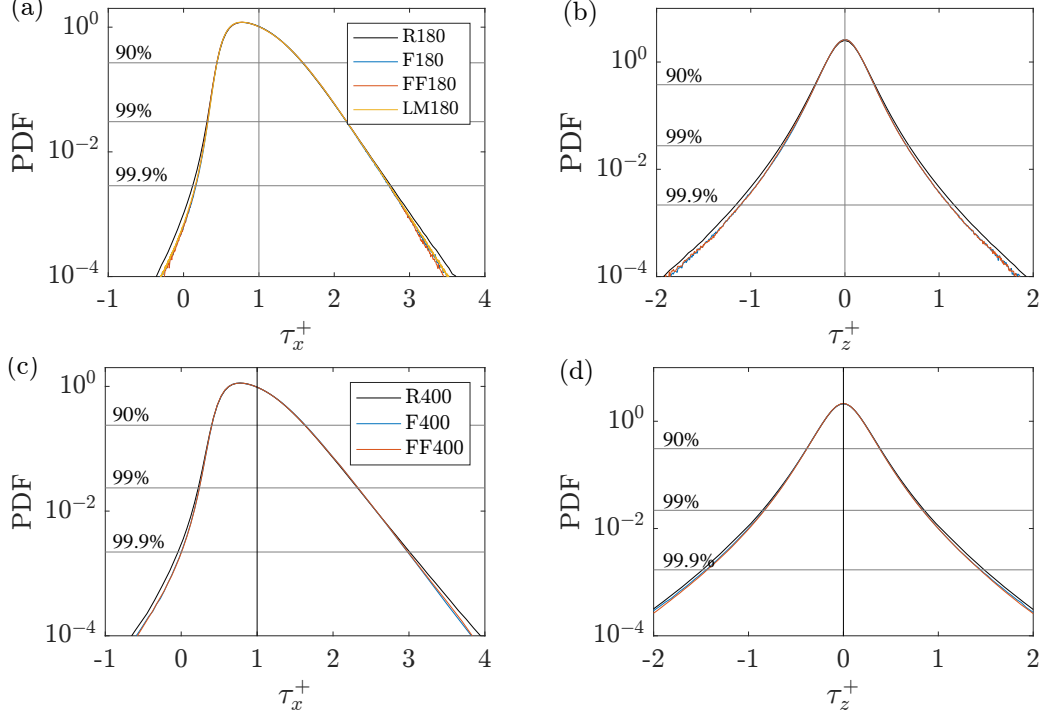 (a)
10^0
10^{-2}
10^{-4}
PDF
90%
99%
99.9%
R180
F180
FF180
LM180
-1 0 1 2 3 4
τ_x^+
(b)
10^0
10^{-2}
10^{-4}
PDF
90%
99%
99.9%
-2 -1 0 1 2
τ_z^+
(c)
10^0
10^{-2}
10^{-4}
PDF
90%
99%
99.9%
R400
F400
FF400
-1 0 1 2 3 4
τ_x^+
(d)
10^0
10^{-2}
10^{-4}
PDF
90%
99%
99.9%
-2 -1 0 1 2
τ_z^+